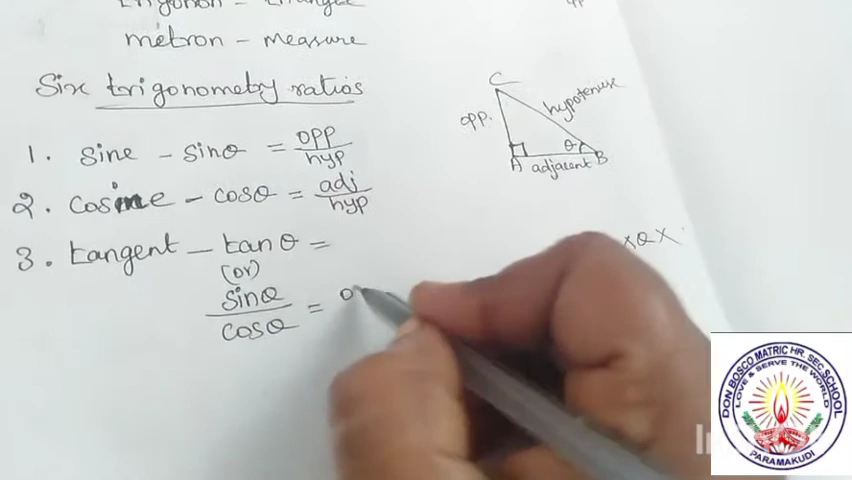 métron - measure
Six trigonometry ratios
1. sine - sinθ = opp/hyp
2. cosine - cosθ = adj/hyp
3. tangent - tanθ =
(or)
sinθ/cosθ = o
C
opp.
hypotenuse
θ
A adjacent B
DON BOSCO MATRIC HR. SEC. SCHOOL
LOVE & SERVE THE WORLD
PARAMAKUDI